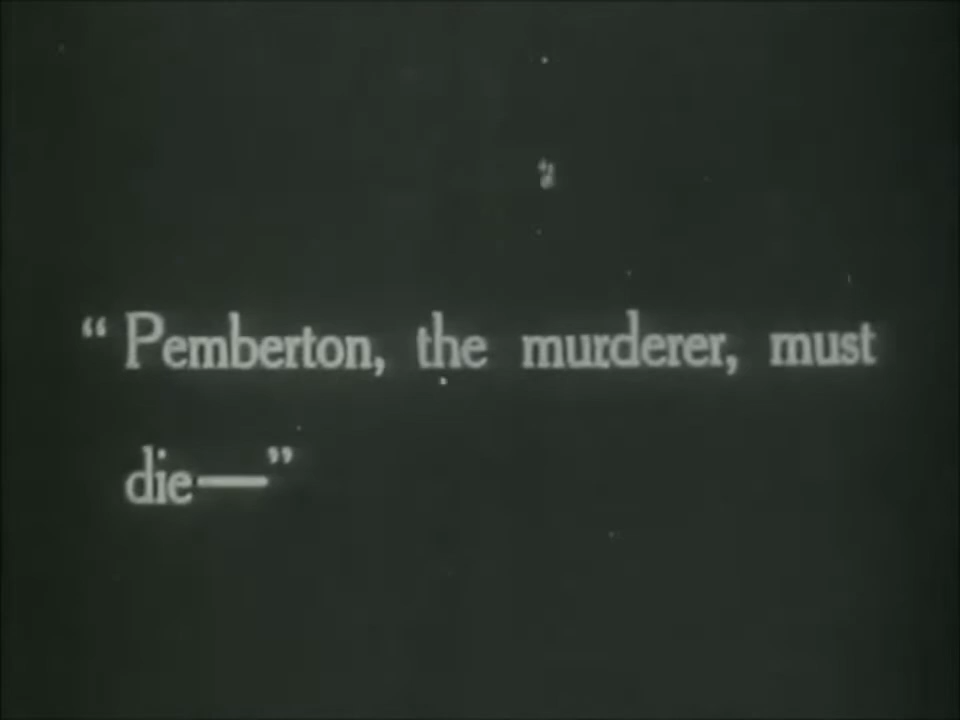 “Pemberton, the murderer, must
die—”